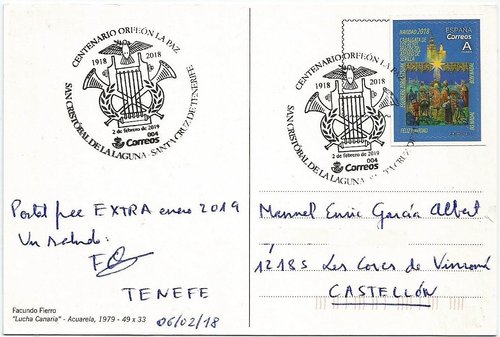 CENTENARIO ORFEÓN LA PAZ
1918 2018
SAN CRISTÓBAL DE LA LAGUNA - SANTA CRUZ DE TENERIFE
2 de febrero de 2019
004
Correos
CENTENARIO ORFEÓN LA
1918 2018
SAN CRISTÓBAL DE LA LAGUNA
2 de febrero de 2019
004
Correos
NAVIDAD 2018
ESPAÑA
Correos
A
FELIZ NAVIDAD
Postal free EXTRA enero 2019
Un saludo:
TENEFE
06/02/18
Manuel Enric García Albert
12185 Les Coves de Vinromà
CASTELLÓN
Facundo Fierro
"Lucha Canaria" - Acuarela, 1979 - 49 x 33